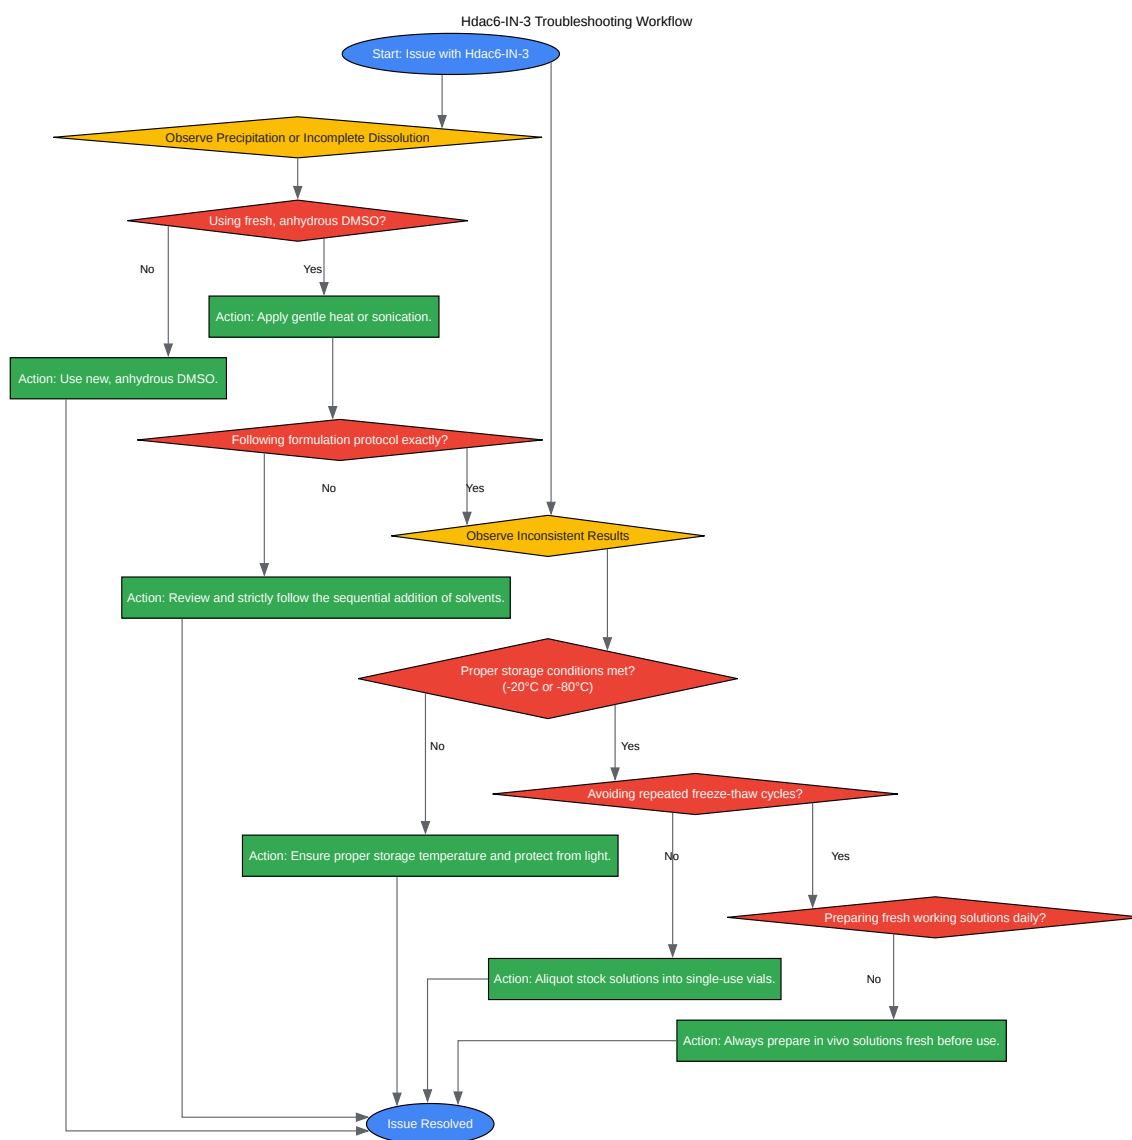 Hdac6-IN-3 Troubleshooting Workflow
Start: Issue with Hdac6-IN-3
Observe Precipitation or Incomplete Dissolution
Using fresh, anhydrous DMSO?
No
Yes
Action: Apply gentle heat or sonication.
Action: Use new, anhydrous DMSO.
Following formulation protocol exactly?
No
Yes
Observe Inconsistent Results
Action: Review and strictly follow the sequential addition of solvents.
Proper storage conditions met?
(-20°C or -80°C)
No
Yes
Avoiding repeated freeze-thaw cycles?
Action: Ensure proper storage temperature and protect from light.
No
Yes
Preparing fresh working solutions daily?
Action: Aliquot stock solutions into single-use vials.
No
Action: Always prepare in vivo solutions fresh before use.
Issue Resolved